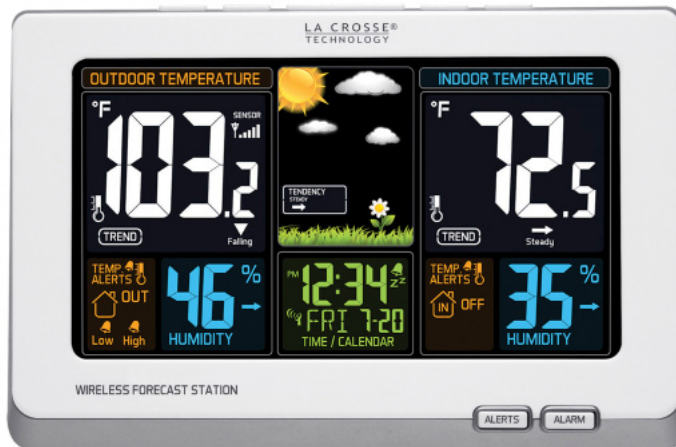 LA CROSSE®
TECHNOLOGY
OUTDOOR TEMPERATURE
°F
103.2
SENSOR
TREND
Falling
TENDENCY
STEADY
INDOOR TEMPERATURE
°F
72.5
TREND
Steady
TEMP.
ALERTS
OUT
Low High
46%
HUMIDITY
PM 12:34 zz
FRI 7-20
TIME / CALENDAR
TEMP.
ALERTS
IN OFF
35%
HUMIDITY
WIRELESS FORECAST STATION
ALERTS ALARM